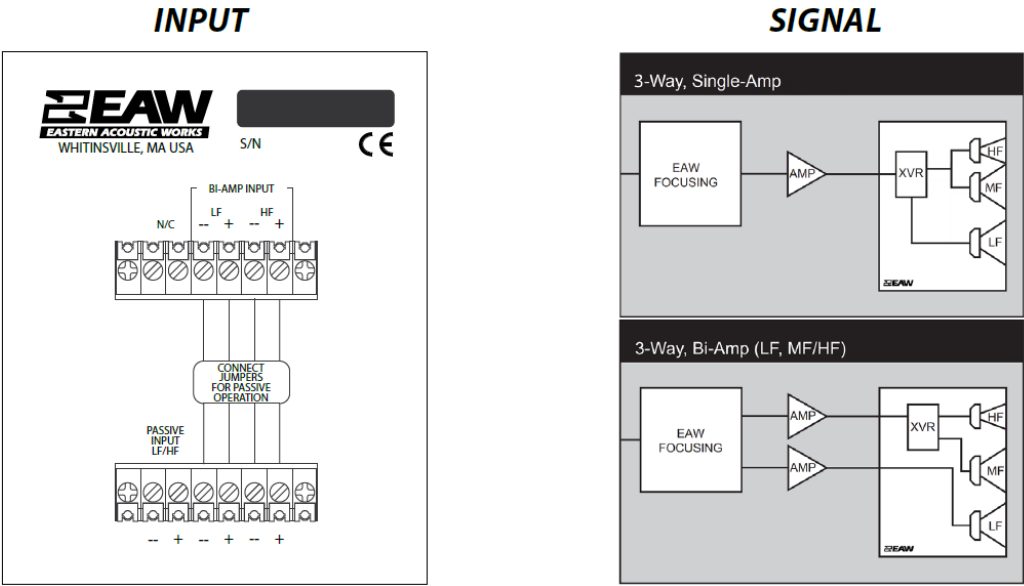 INPUT
EAW
EASTERN ACOUSTIC WORKS
WHITINSVILLE, MA USA
S/N
CE
BI-AMP INPUT
LF HF
N/C -- + -- +
CONNECT
JUMPERS
FOR PASSIVE
OPERATION
PASSIVE
INPUT
LF/HF
-- + -- + -- +
SIGNAL
3-Way, Single-Amp
EAW
FOCUSING
AMP
XVR
HF
MF
LF
EAW
3-Way, Bi-Amp (LF, MF/HF)
EAW
FOCUSING
AMP
AMP
XVR
HF
MF
LF
EAW